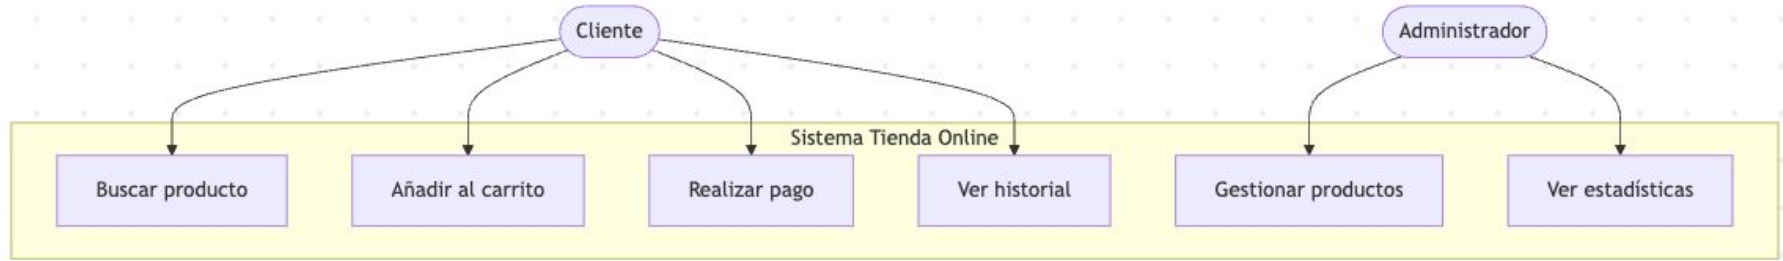 Cliente
Administrador
Sistema Tienda Online
Buscar producto
Añadir al carrito
Realizar pago
Ver historial
Gestionar productos
Ver estadísticas